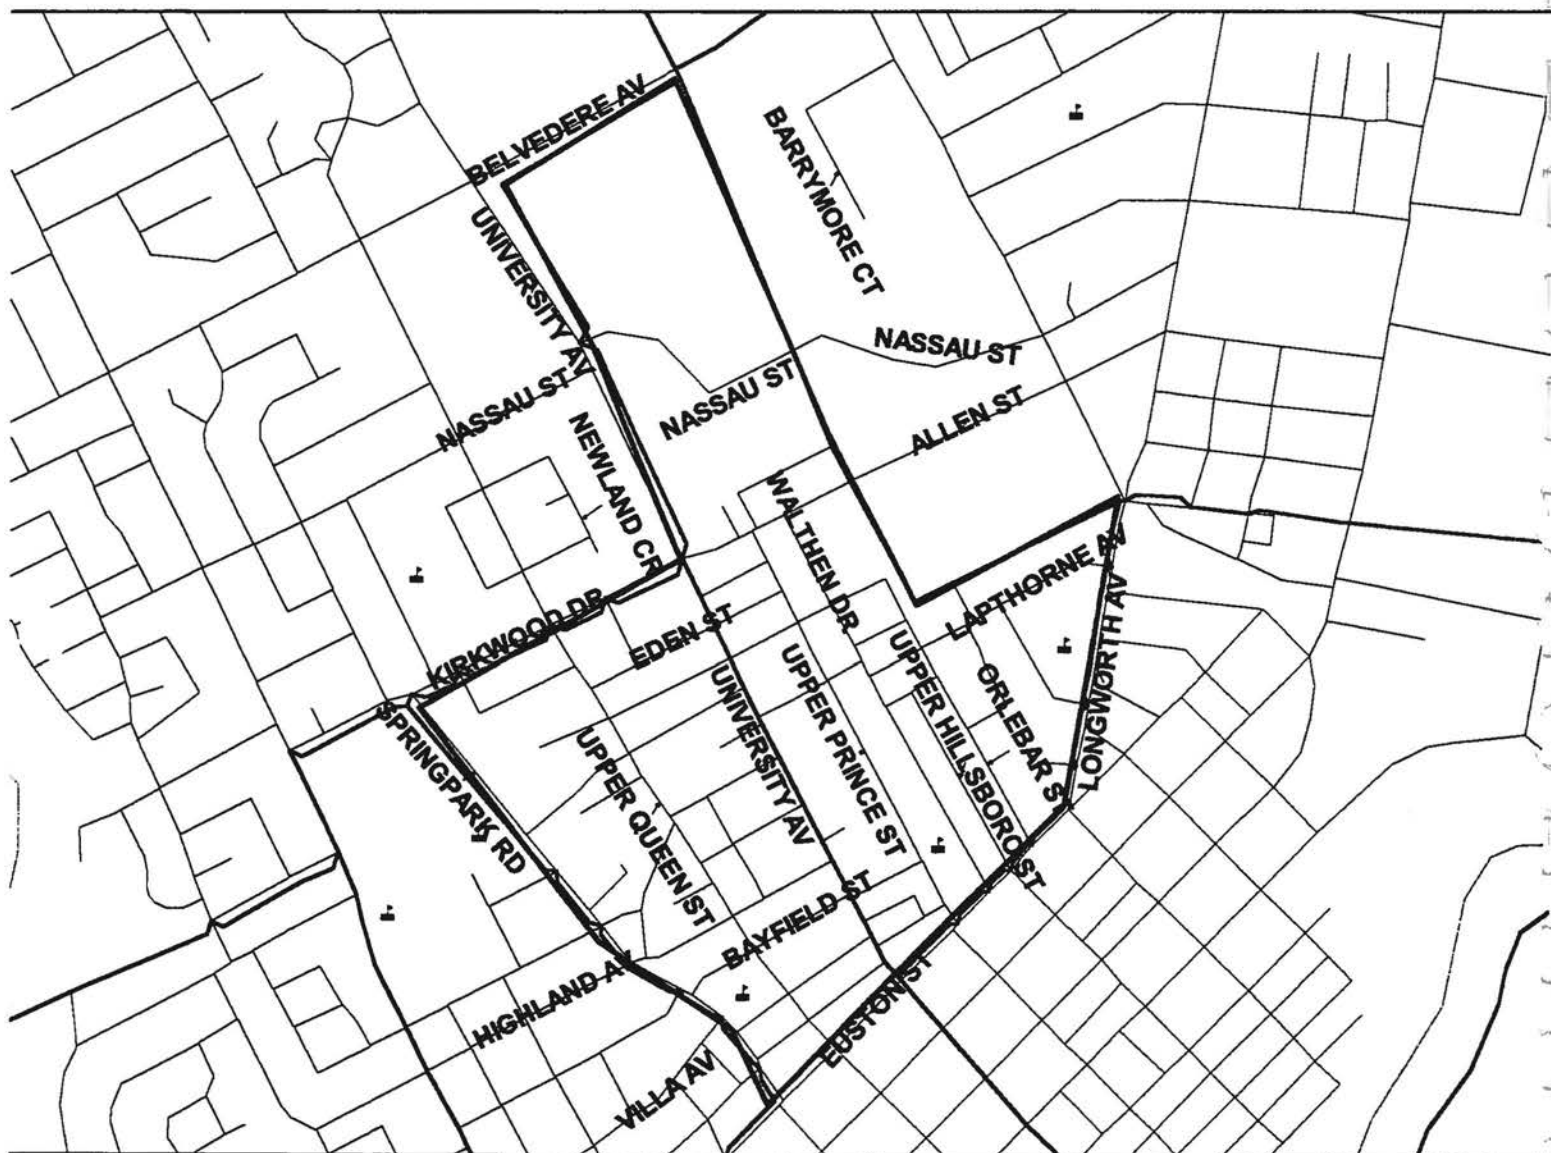 BELVEDERE AV
BARRYMORE CT
UNIVERSITY AV
NASSAU ST
NASSAU ST
NASSAU ST
ALLEN ST
NEWLAND CR
WALTHEN DR
LAPTHORNE AV
KIRKWOOD DR
EDEN ST
LONGWORTH AV
UPPER HILLSBORO ST
ORLEBAR S
UPPER PRINCE ST
UNIVERSITY AV
SPRINGPARK RD
UPPER QUEEN ST
BAYFIELD ST
HIGHLAND AV
EUSTON ST
VILLA AV